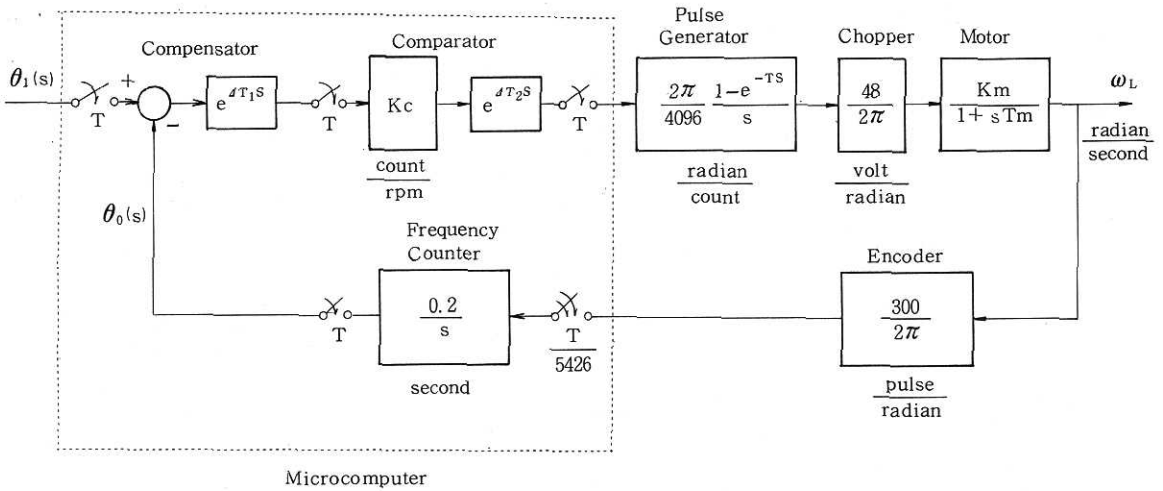 Pulse
Generator
Compensator
Comparator
Chopper
Motor
θ₁(s)
+
−
T
e^ΔT₁S
T
Kc
count
rpm
e^ΔT₂S
T
2π
4096
1−e^−TS
s
radian
count
48
2π
volt
radian
Km
1+ sTm
ω_L
radian
second
θ₀(s)
Frequency
Counter
0.2
s
second
T
T
5426
Encoder
300
2π
pulse
radian
Microcomputer